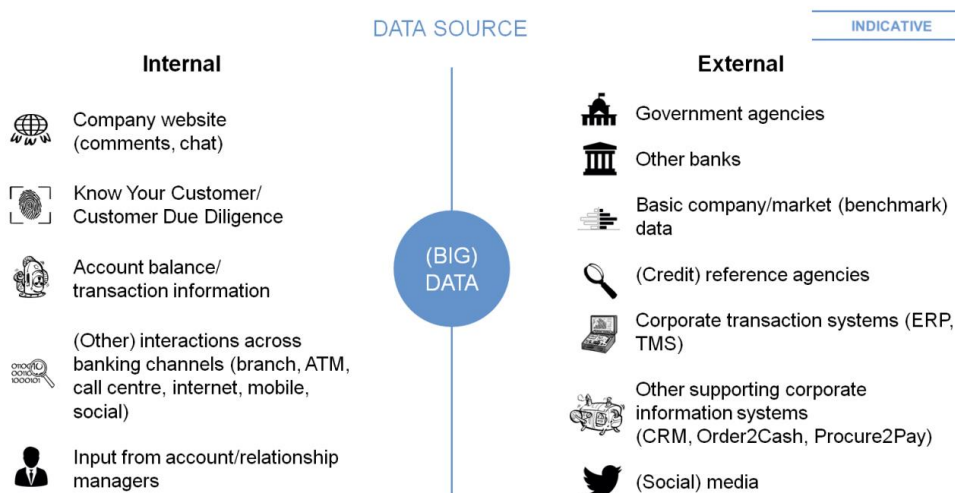 DATA SOURCE
INDICATIVE
Internal
Company website
(comments, chat)
Know Your Customer/
Customer Due Diligence
Account balance/
transaction information
(Other) interactions across
banking channels (branch, ATM,
call centre, internet, mobile,
social)
Input from account/relationship
managers
(BIG)
DATA
External
Government agencies
Other banks
Basic company/market (benchmark)
data
(Credit) reference agencies
Corporate transaction systems (ERP,
TMS)
Other supporting corporate
information systems
(CRM, Order2Cash, Procure2Pay)
(Social) media